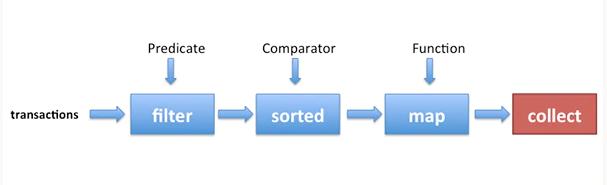 Predicate Comparator Function
transactions filter sorted map collect